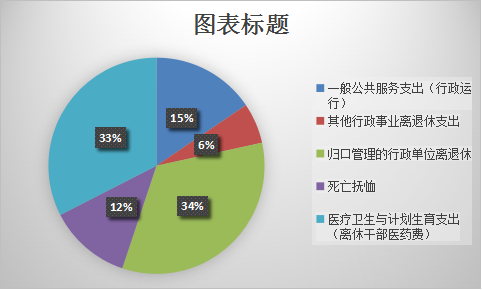 图表标题
15%
6%
34%
12%
33%
一般公共服务支出（行政运
行）
其他行政事业离退休支出
归口管理的行政单位离退休
死亡抚恤
医疗卫生与计划生育支出
（离休干部医药费）